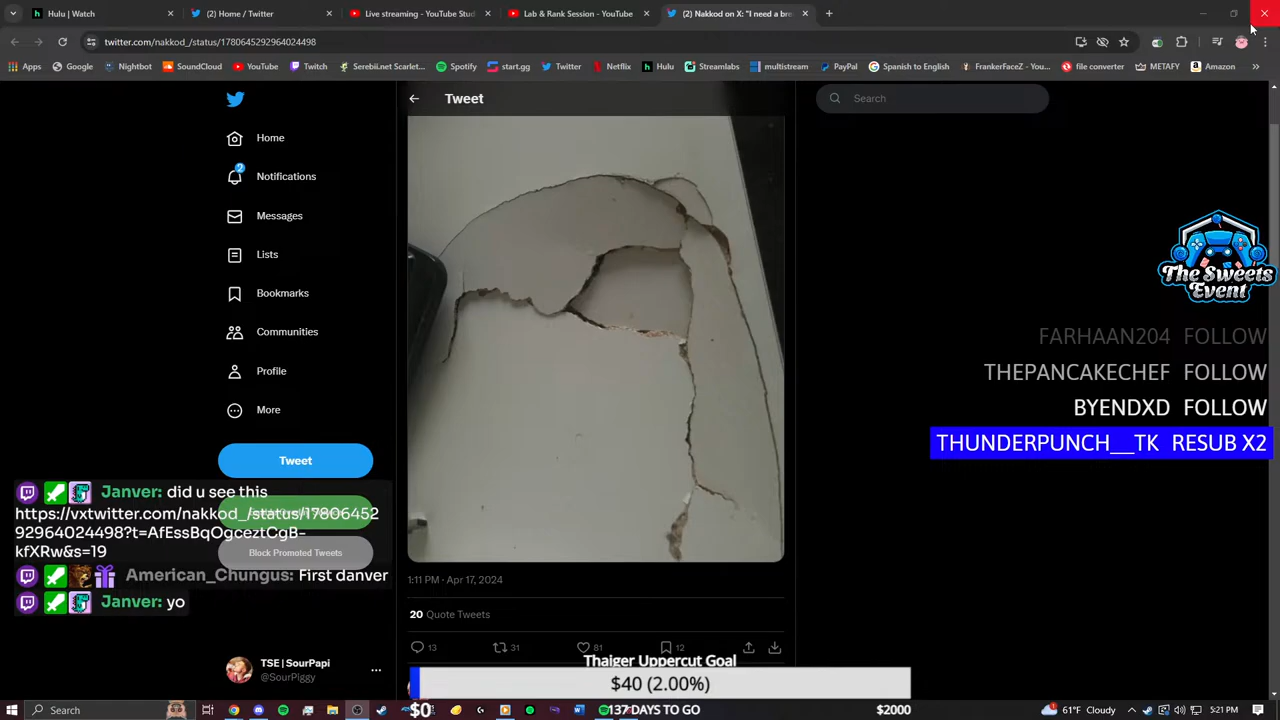 Hulu | Watch
(2) Home / Twitter
Live streaming - YouTube Stud
Lab & Rank Session - YouTube
(2) Nakkod on X: "I need a bre
twitter.com/nakkod_/status/1780645292964024498
Apps
Google
Nightbot
SoundCloud
YouTube
Twitch
Serebii.net Scarlet...
Spotify
start.gg
Twitter
Netflix
Hulu
Streamlabs
multistream
PayPal
Spanish to English
FrankerFaceZ - You...
file converter
METAFY
Amazon
Tweet
Search
Home
2
Notifications
Messages
Lists
Bookmarks
Communities
Profile
More
Tweet
Block Promoted Tweets
Janver: did u see this
https://vxtwitter.com/nakkod_/status/17806452
92964024498?t=AfEssBqOgceztCgB-
kfXRw&s=19
American_Chungus: First danver
Janver: yo
TSE | SourPapi
@SourPiggy
1:11 PM · Apr 17, 2024
20 Quote Tweets
13
31
81
12
The Sweets
Event
FARHAAN204 FOLLOW
THEPANCAKECHEF FOLLOW
BYENDXD FOLLOW
THUNDERPUNCH__TK RESUB X2
Thaiger Uppercut Goal
$40 (2.00%)
$0
137 DAYS TO GO
$2000
Search
61°F Cloudy
5:21 PM